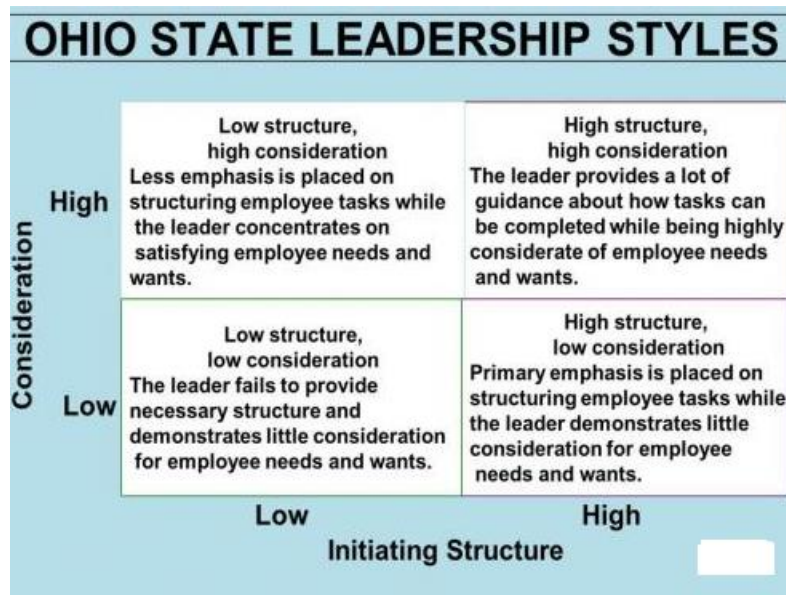 OHIO STATE LEADERSHIP STYLES
Low structure,
high consideration
Less emphasis is placed on
structuring employee tasks while
the leader concentrates on
satisfying employee needs and
wants.
High structure,
high consideration
The leader provides a lot of
guidance about how tasks can
be completed while being highly
considerate of employee needs
and wants.
High
Consideration
Low
Low structure,
low consideration
The leader fails to provide
necessary structure and
demonstrates little consideration
for employee needs and wants.
High structure,
low consideration
Primary emphasis is placed on
structuring employee tasks while
the leader demonstrates little
consideration for employee
needs and wants.
Low
High
Initiating Structure